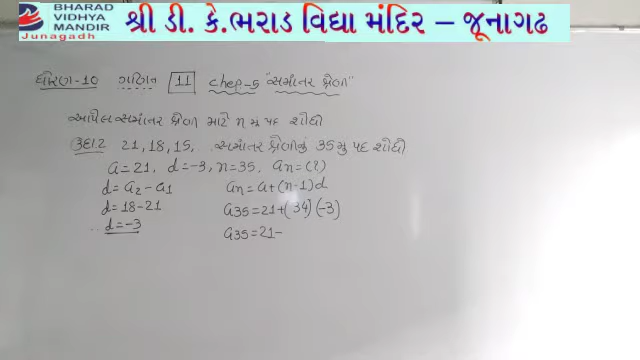 BHARAD
VIDHYA
MANDIR
Junagadh
શ્રી ડી. કે.ભરાડ વિદ્યા મંદિર – જૂનાગઢ
ધોરણ-10 ગણિત 11 chep-5 "સમાંતર શ્રેણી"
આપેલ સમાંતર શ્રેણી માટે n મુ પદ શોધો
ઉદા૨ 21, 18, 15, સમાંતર શ્રેણીનું 35મુ પદ શોધો
a=21, d=-3, n=35, an=(?)
d=a2-a1 an=a+(n-1)d
d=18-21 a35=21+(34)(-3)
∴ d=-3 a35=21-